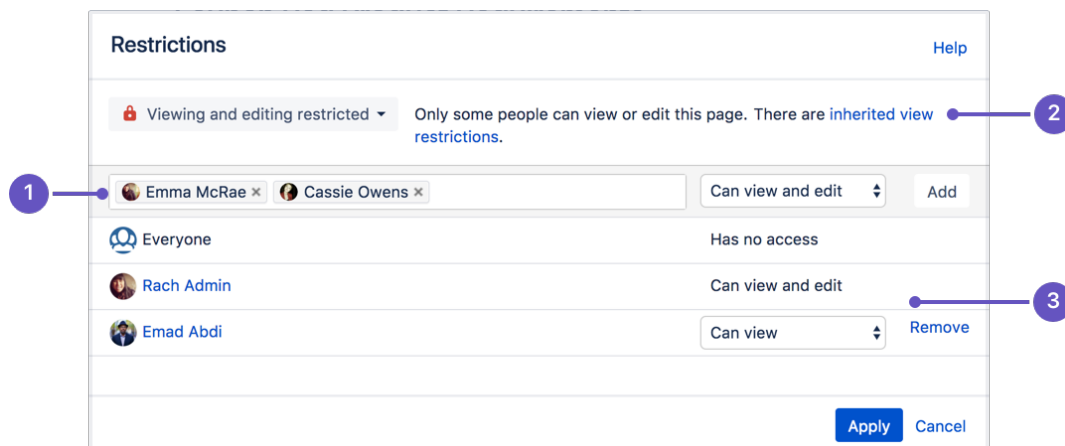 Restrictions
Help
Viewing and editing restricted
Only some people can view or edit this page. There are inherited view
restrictions.
2
1
Emma McRae ×
Cassie Owens ×
Can view and edit
Add
Everyone
Has no access
Rach Admin
Can view and edit
3
Emad Abdi
Can view
Remove
Apply
Cancel